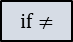 if ≠